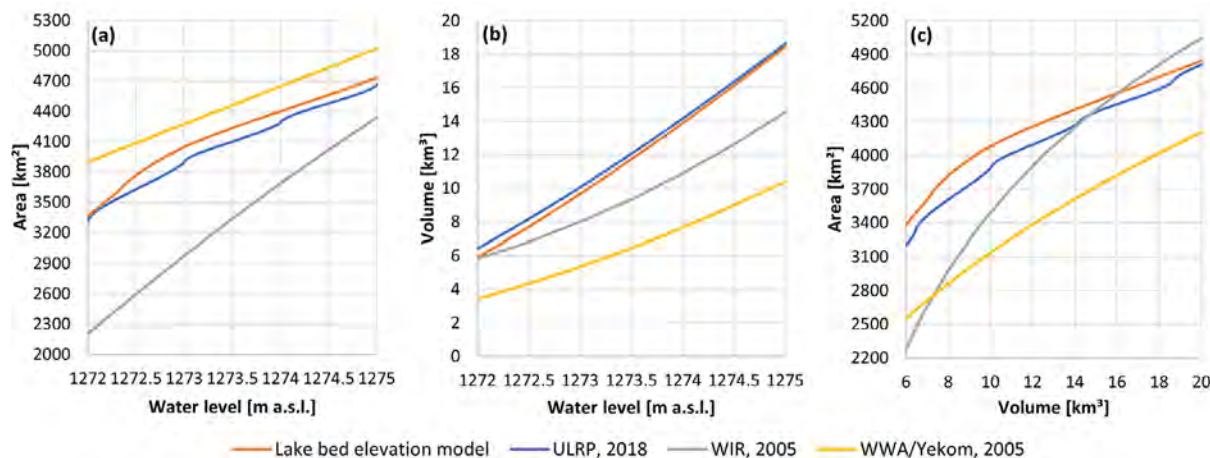 (a)
5300
5000
4700
4400
4100
3800
3500
3200
2900
2600
2300
2000
Area [km²]
1272 1272.5 1273 1273.5 1274 1274.5 1275
Water level [m a.s.l.]
(b)
20
18
16
14
12
10
8
6
4
2
0
Volume [km³]
1272 1272.5 1273 1273.5 1274 1274.5 1275
Water level [m a.s.l.]
(c)
5200
4900
4600
4300
4000
3700
3400
3100
2800
2500
2200
Area [km²]
6 8 10 12 14 16 18 20
Volume [km³]
Lake bed elevation model ULRP, 2018 WIR, 2005 WWA/Yekom, 2005